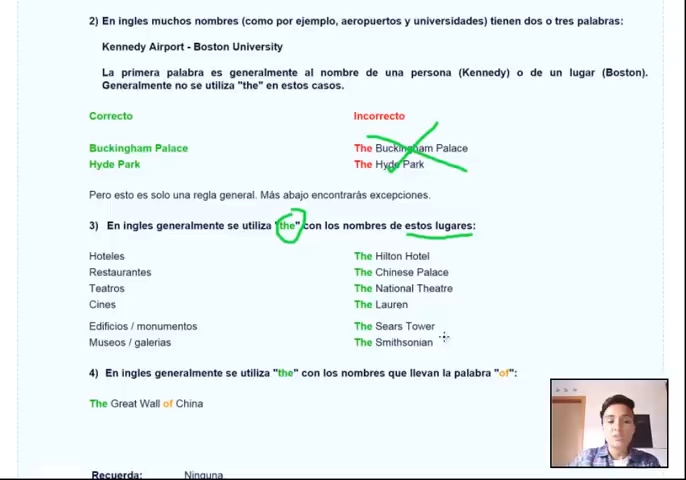 2) En ingles muchos nombres (como por ejemplo, aeropuertos y universidades) tienen dos o tres palabras:
Kennedy Airport - Boston University
La primera palabra es generalmente al nombre de una persona (Kennedy) o de un lugar (Boston).
Generalmente no se utiliza "the" en estos casos.
Correcto Incorrecto
Buckingham Palace The Buckingham Palace
Hyde Park The Hyde Park
Pero esto es solo una regla general. Más abajo encontrarás excepciones.
3) En ingles generalmente se utiliza "the" con los nombres de estos lugares:
Hoteles The Hilton Hotel
Restaurantes The Chinese Palace
Teatros The National Theatre
Cines The Lauren
Edificios / monumentos The Sears Tower
Museos / galerias The Smithsonian
4) En ingles generalmente se utiliza "the" con los nombres que llevan la palabra "of":
The Great Wall of China
Recuerda: Ninguna